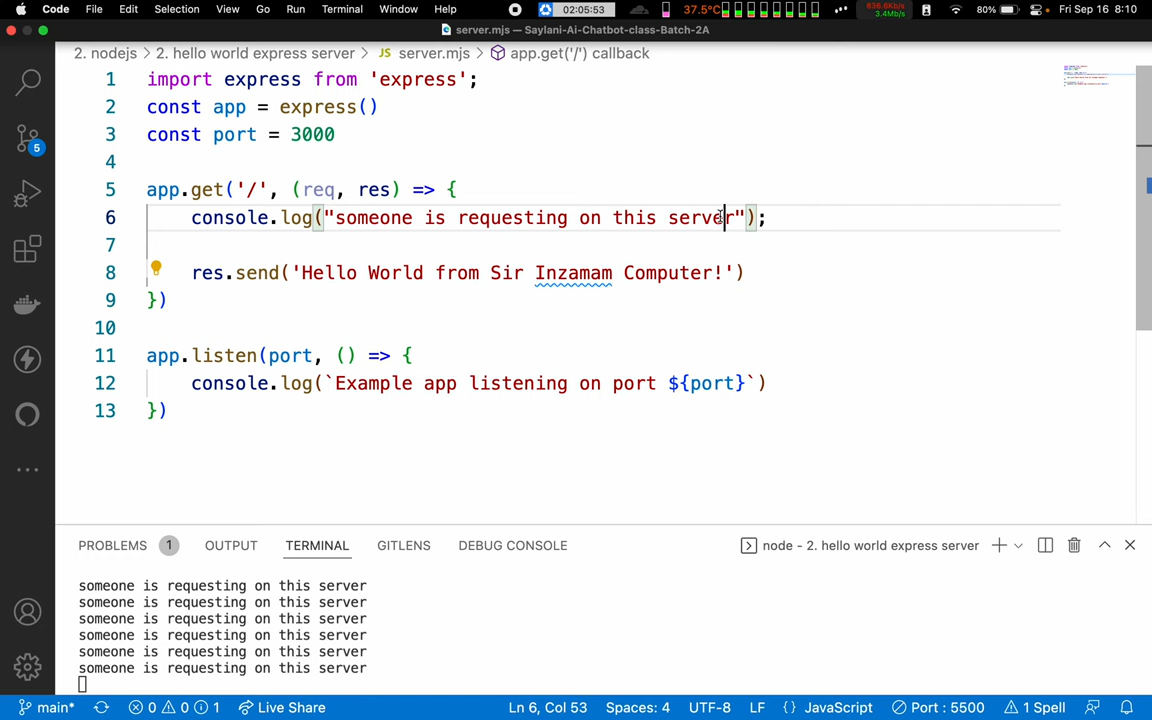 Code File Edit Selection View Go Run Terminal Window Help 02:05:53 37.5°C 836.6Kb/s 3.4Mb/s 80% Fri Sep 16 8:10
server.mjs — Saylani-Ai-Chatbot-class-Batch-2A
2. nodejs > 2. hello world express server > JS server.mjs > app.get('/') callback
1 import express from 'express';
2 const app = express()
3 const port = 3000
4
5 app.get('/', (req, res) => {
6 console.log("someone is requesting on this server");
7
8 res.send('Hello World from Sir Inzamam Computer!')
9 })
10
11 app.listen(port, () => {
12 console.log(`Example app listening on port ${port}`)
13 })
5
PROBLEMS 1 OUTPUT TERMINAL GITLENS DEBUG CONSOLE node - 2. hello world express server
someone is requesting on this server
someone is requesting on this server
someone is requesting on this server
someone is requesting on this server
someone is requesting on this server
someone is requesting on this server
main* 0 0 1 Live Share Ln 6, Col 53 Spaces: 4 UTF-8 LF {} JavaScript Port : 5500 1 Spell